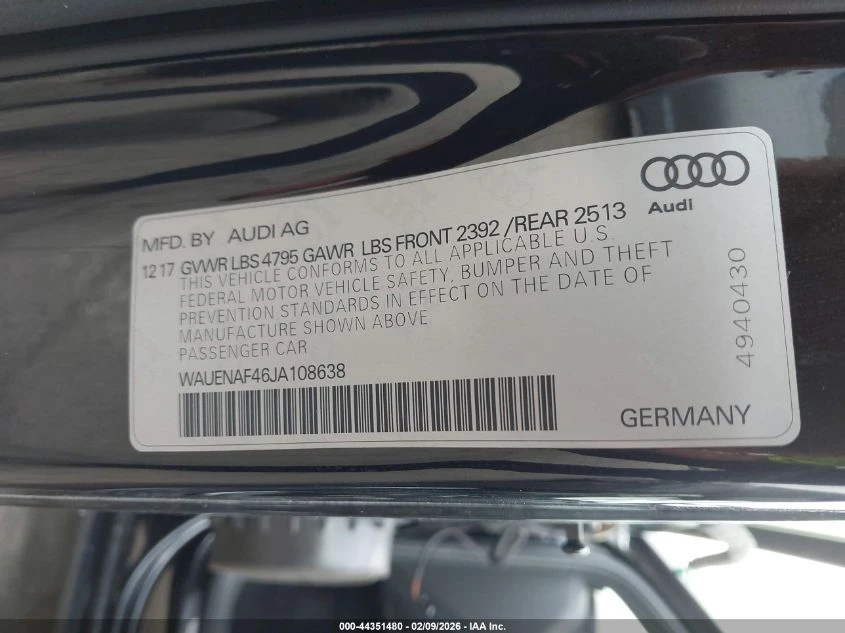 Audi
MFD. BY AUDI AG
12 17 GVWR LBS 4795 GAWR LBS FRONT 2392 /REAR 2513
THIS VEHICLE CONFORMS TO ALL APPLICABLE U.S.
FEDERAL MOTOR VEHICLE SAFETY, BUMPER AND THEFT
PREVENTION STANDARDS IN EFFECT ON THE DATE OF
MANUFACTURE SHOWN ABOVE
PASSENGER CAR
WAUENAF46JA108638
4940430
GERMANY
000-44351480 - 02/09/2026 - IAA Inc.